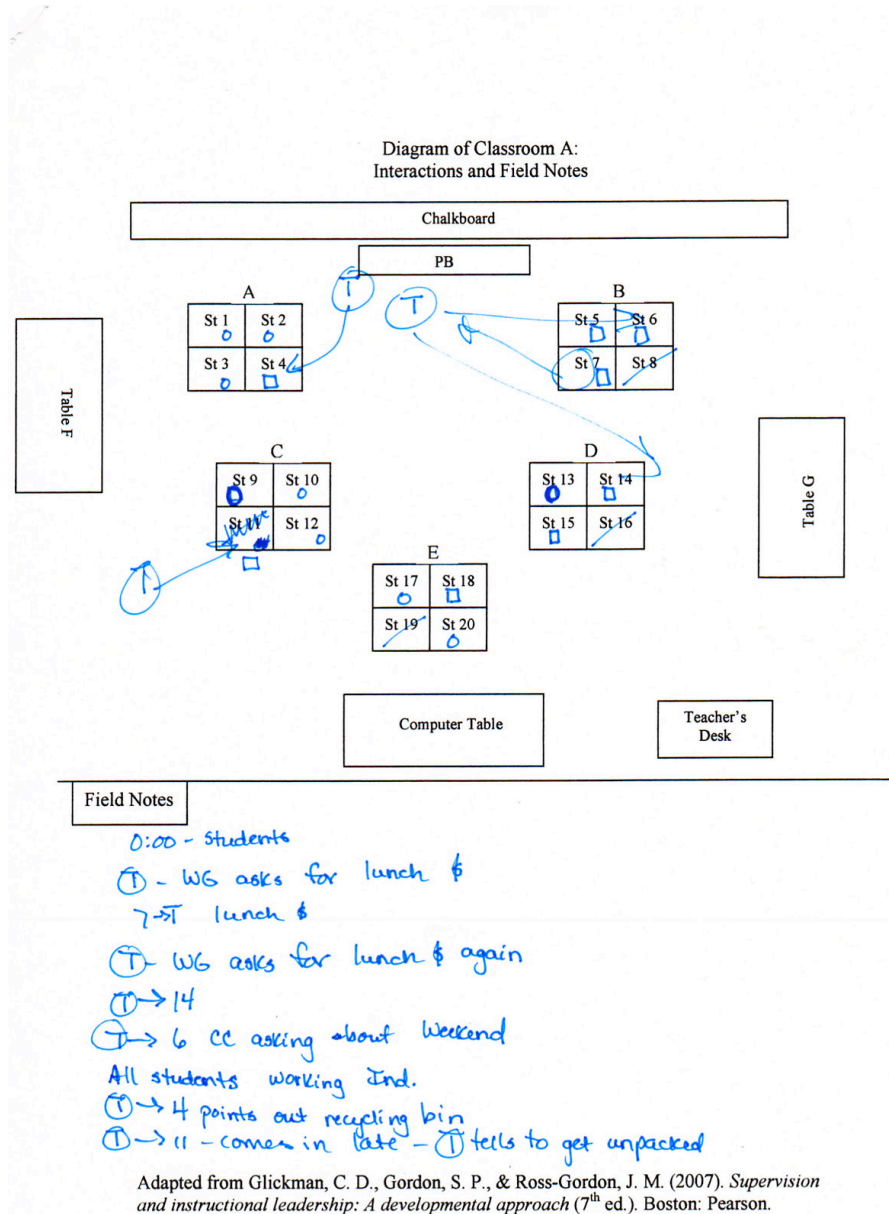 Diagram of Classroom A:
Interactions and Field Notes
Chalkboard
PB
T
T
A
St 1 St 2
St 3 St 4
B
St 5 St 6
St 7 St 8
Table F
C
St 9 St 10
St 11 St 12
D
St 13 St 14
St 15 St 16
Table G
T
E
St 17 St 18
St 19 St 20
Computer Table
Teacher's
Desk
Field Notes
0:00 - Students
T - WG asks for lunch $
7→T lunch $
T - WG asks for lunch $ again
T→14
T→6 CC asking about Weekend
All students working Ind.
T→4 points out recycling bin
T→11 - comes in late - T tells to get unpacked
Adapted from Glickman, C. D., Gordon, S. P., & Ross-Gordon, J. M. (2007). Supervision
and instructional leadership: A developmental approach (7th ed.). Boston: Pearson.